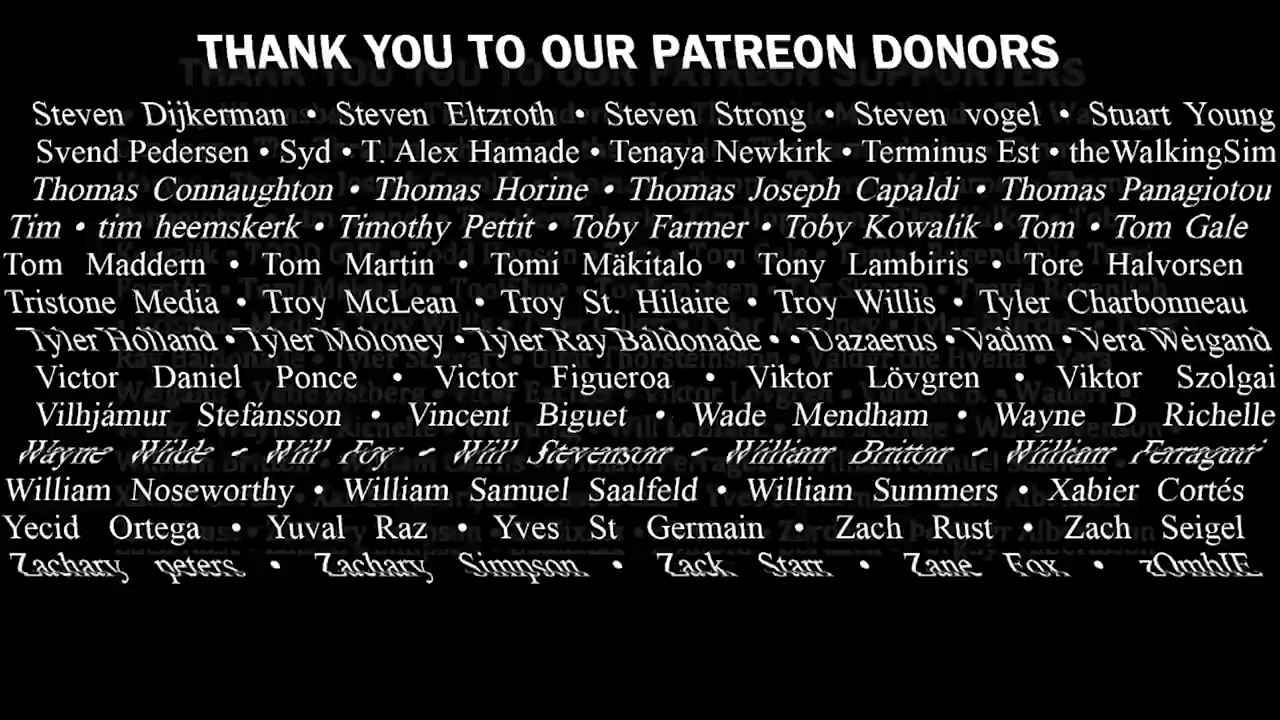 THANK YOU TO OUR PATREON DONORS
Steven Dijkerman • Steven Eltzroth • Steven Strong • Steven vogel • Stuart Young
Svend Pedersen • Syd • T. Alex Hamade • Tenaya Newkirk • Terminus Est • theWalkingSim
Thomas Connaughton • Thomas Horine • Thomas Joseph Capaldi • Thomas Panagiotou
Tim • tim heemskerk • Timothy Pettit • Toby Farmer • Toby Kowalik • Tom • Tom Gale
Tom Maddern • Tom Martin • Tomi Mäkitalo • Tony Lambiris • Tore Halvorsen
Tristone Media • Troy McLean • Troy St. Hilaire • Troy Willis • Tyler Charbonneau
Tyler Holland • Tyler Moloney • Tyler Ray Baldonade • • Vazaerus • Vadim • Vera Weigand
Victor Daniel Ponce • Victor Figueroa • Viktor Lövgren • Viktor Szolgai
Vilhjámur Stefánsson • Vincent Biguet • Wade Mendham • Wayne D Richelle
Wayne Wilde - Will Foy - Will Stevenson - William Britton - William Ferragut
William Noseworthy • William Samuel Saalfeld • William Summers • Xabier Cortés
Yecid Ortega • Yuval Raz • Yves St Germain • Zach Rust • Zach Seigel
Zachary peters • Zachary Simpson • Zack Starr • Zane Fox • zOmbIE